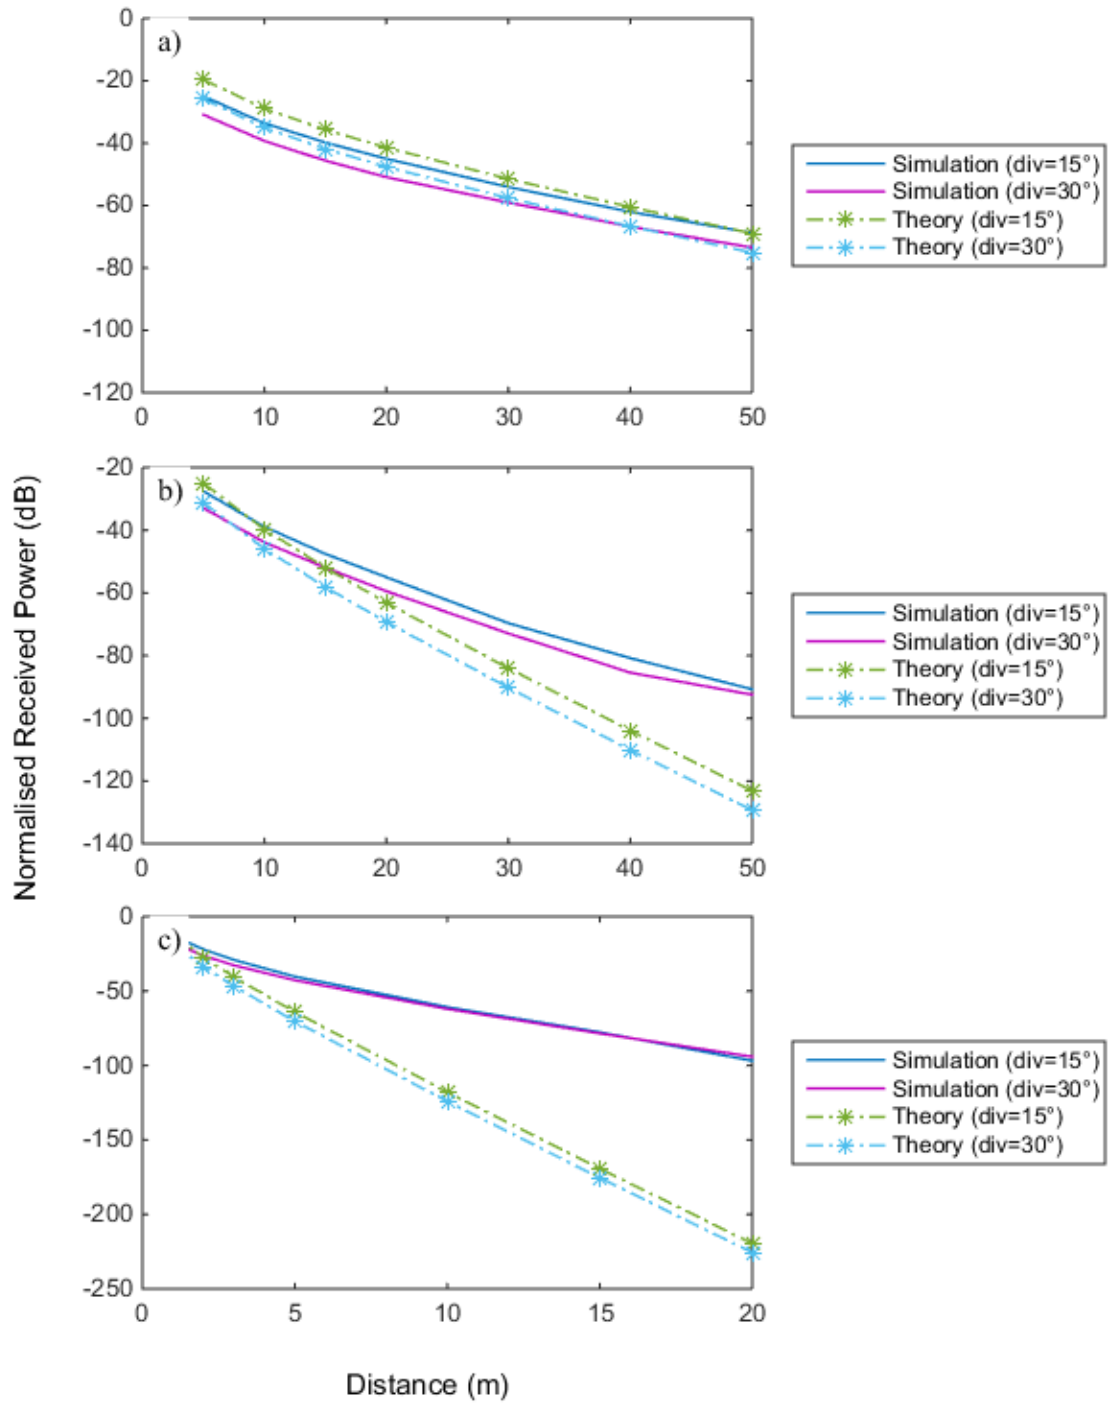 a)
0
-20
-40
-60
-80
-100
-120
0 10 20 30 40 50
Simulation (div=15°)
Simulation (div=30°)
Theory (div=15°)
Theory (div=30°)
Normalised Received Power (dB)
b)
-20
-40
-60
-80
-100
-120
-140
0 10 20 30 40 50
Simulation (div=15°)
Simulation (div=30°)
Theory (div=15°)
Theory (div=30°)
c)
0
-50
-100
-150
-200
-250
0 5 10 15 20
Simulation (div=15°)
Simulation (div=30°)
Theory (div=15°)
Theory (div=30°)
Distance (m)